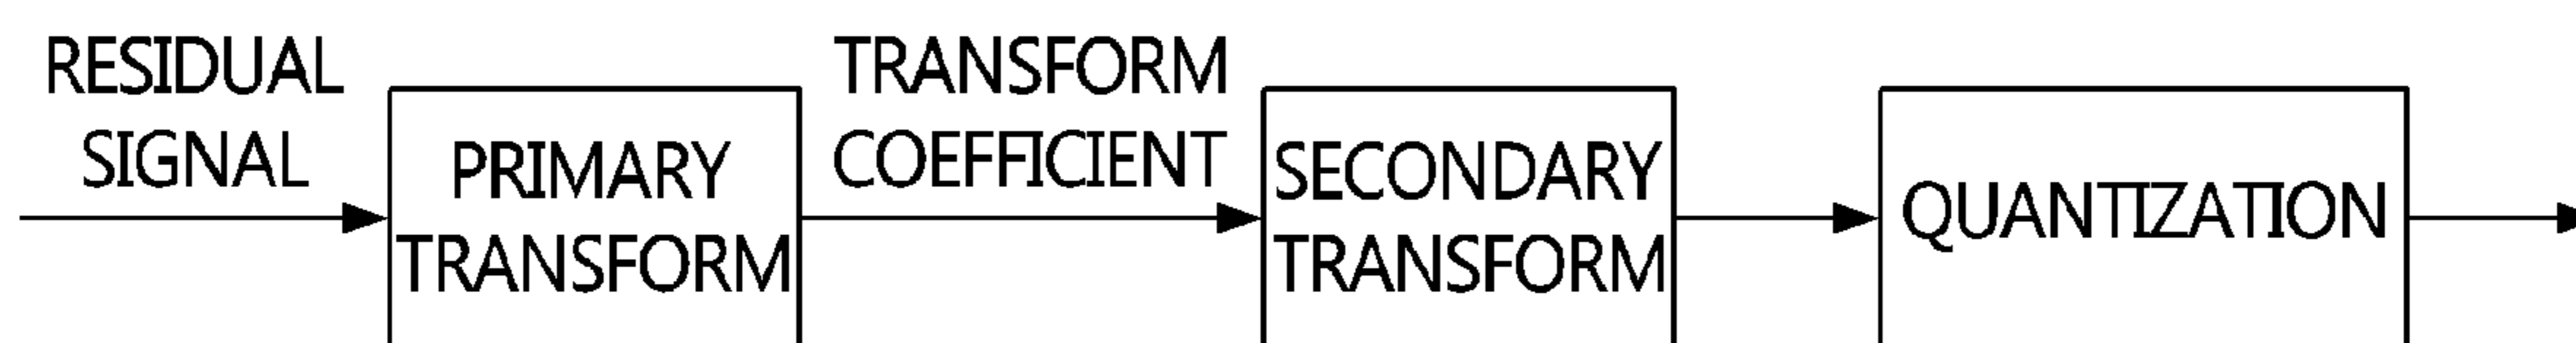 RESIDUAL
SIGNAL
PRIMARY
TRANSFORM
TRANSFORM
COEFFICIENT
SECONDARY
TRANSFORM
QUANTIZATION